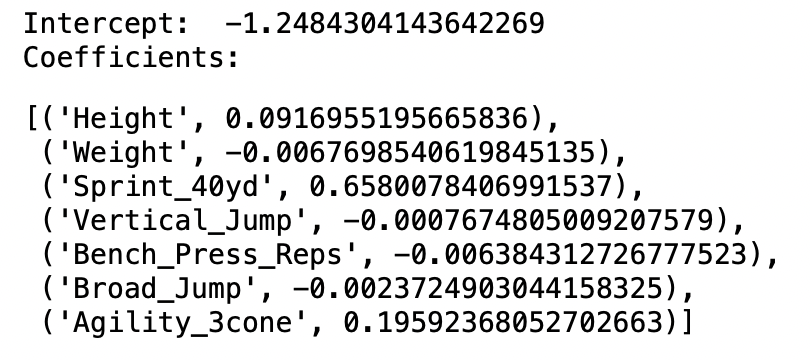 Intercept:  -1.2484304143642269
Coefficients:
[('Height', 0.0916955195665836),
 ('Weight', -0.0067698540619845135),
 ('Sprint_40yd', 0.6580078406991537),
 ('Vertical_Jump', -0.0007674805009207579),
 ('Bench_Press_Reps', -0.006384312726777523),
 ('Broad_Jump', -0.0023724903044158325),
 ('Agility_3cone', 0.19592368052702663)]